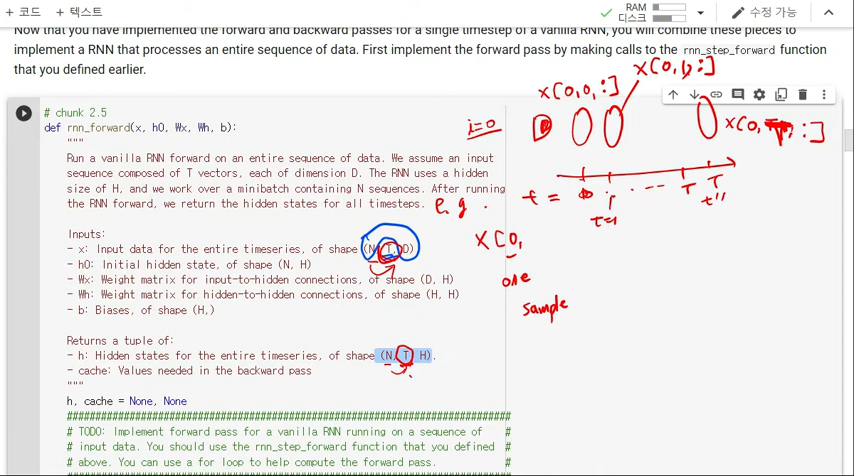 + 코드 + 텍스트
RAM
디스크
수정 가능
Now that you have implemented the forward and backward passes for a single timestep of a vanilla RNN, you will combine these pieces to
implement a RNN that processes an entire sequence of data. First implement the forward pass by making calls to the rnn_step_forward function
that you defined earlier.
# chunk 2.5
def rnn_forward(x, h0, Wx, Wh, b):
"""
Run a vanilla RNN forward on an entire sequence of data. We assume an input
sequence composed of T vectors, each of dimension D. The RNN uses a hidden
size of H, and we work over a minibatch containing N sequences. After running
the RNN forward, we return the hidden states for all timesteps.
Inputs:
- x: Input data for the entire timeseries, of shape (N, T, D)
- h0: Initial hidden state, of shape (N, H)
- Wx: Weight matrix for input-to-hidden connections, of shape (D, H)
- Wh: Weight matrix for hidden-to-hidden connections, of shape (H, H)
- b: Biases, of shape (H,)
Returns a tuple of:
- h: Hidden states for the entire timeseries, of shape (N, T, H).
- cache: Values needed in the backward pass
"""
h, cache = None, None
##############################################################################
# TODO: Implement forward pass for a vanilla RNN running on a sequence of #
# input data. You should use the rnn_step_forward function that you defined #
# above. You can use a for loop to help compute the forward pass. #
X[0, 1, :]
X[0, 0, :]
i=0
e.g.
t =
X[0,
one
sample